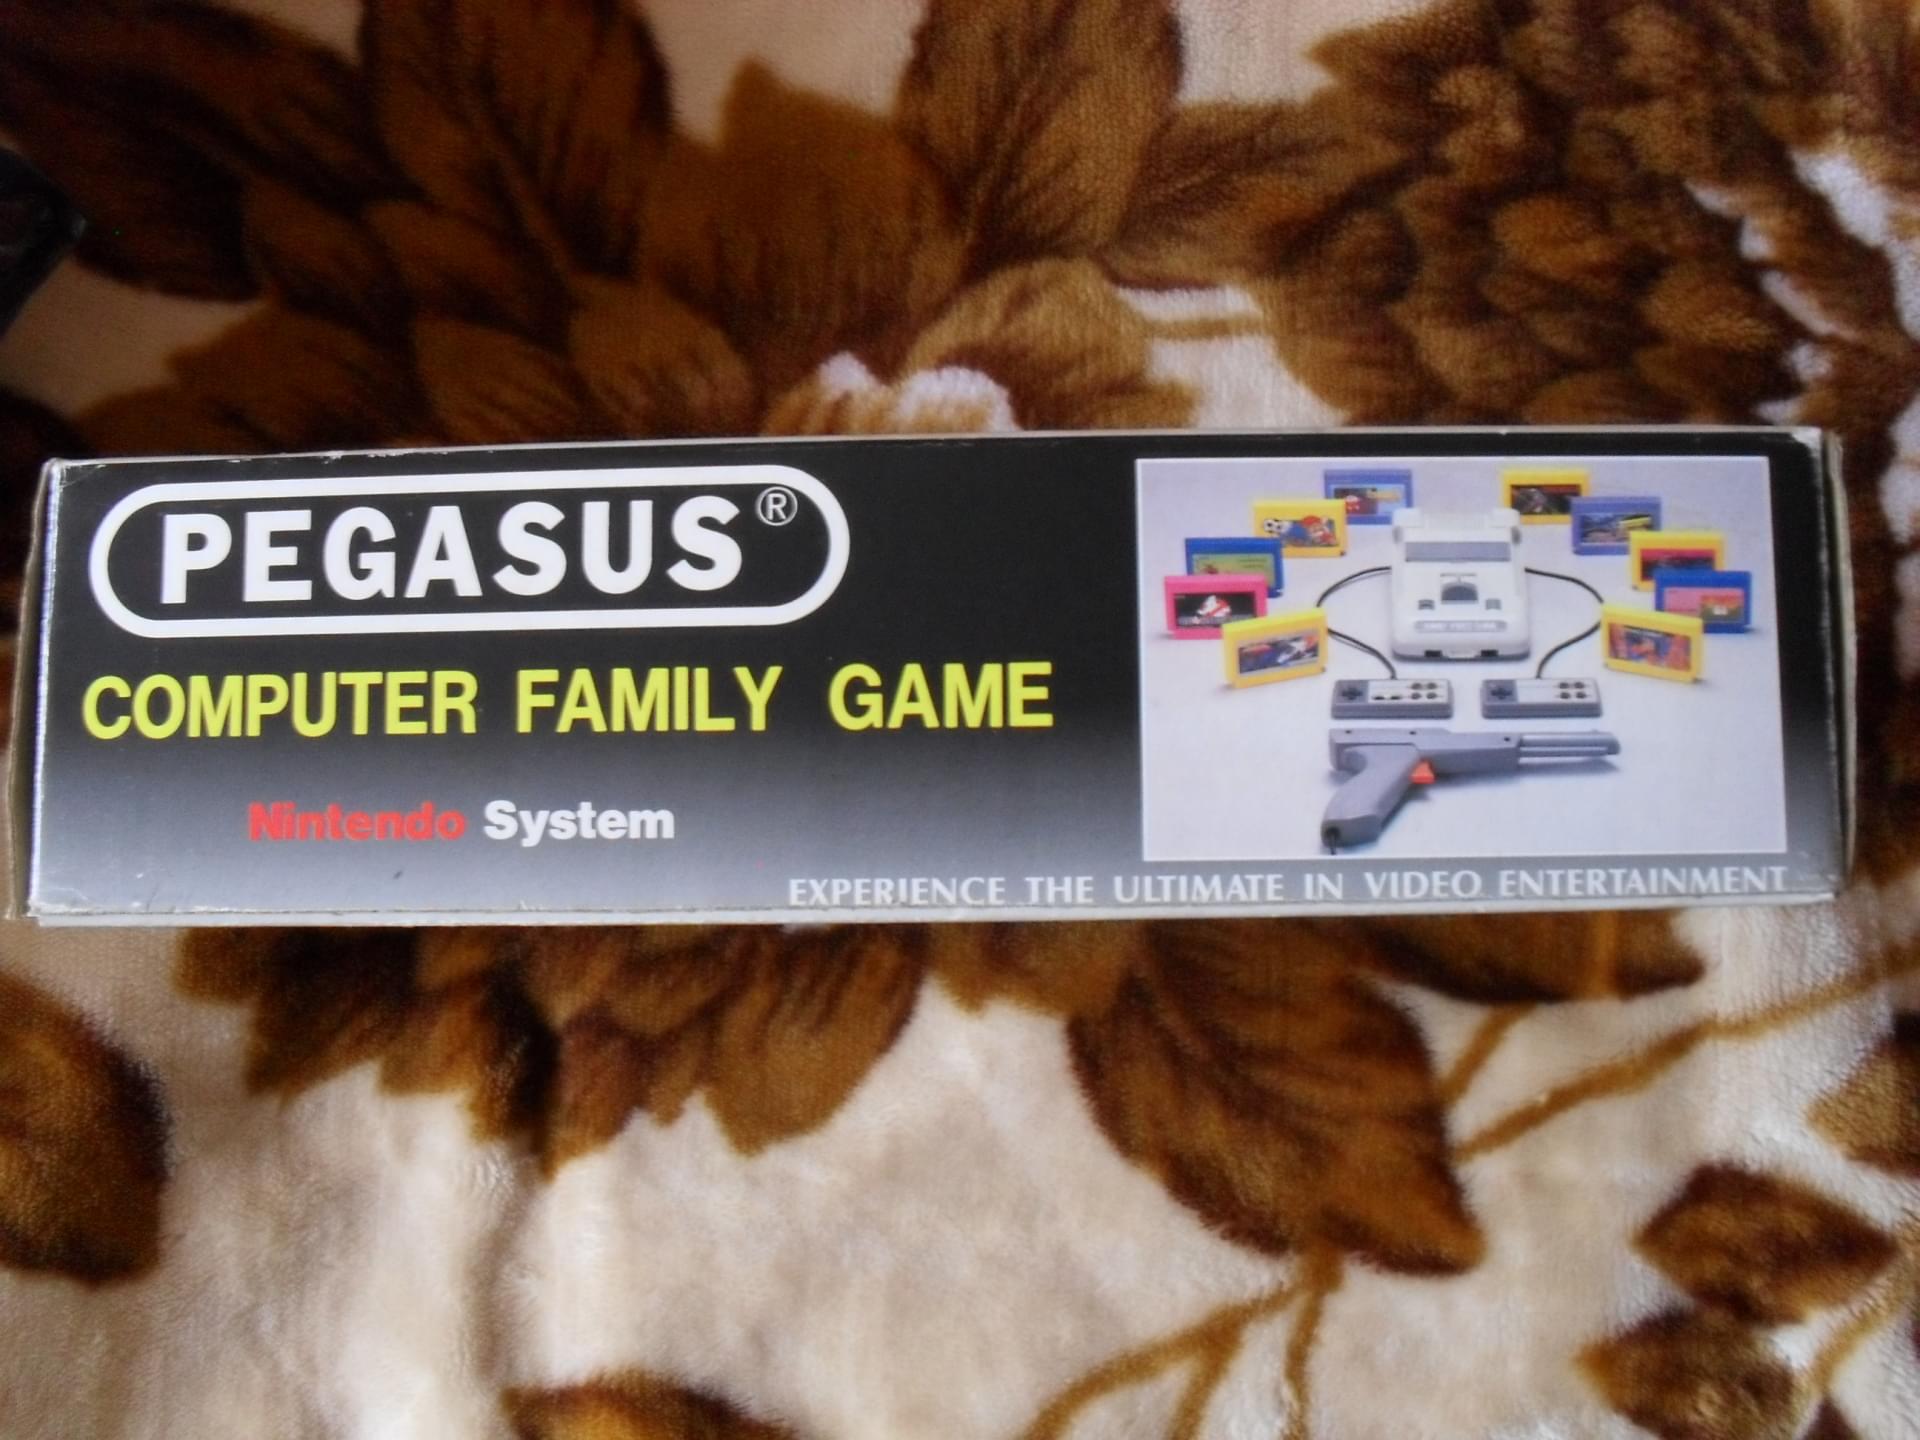 PEGASUS®
COMPUTER FAMILY GAME
Nintendo System
EXPERIENCE THE ULTIMATE IN VIDEO ENTERTAINMENT